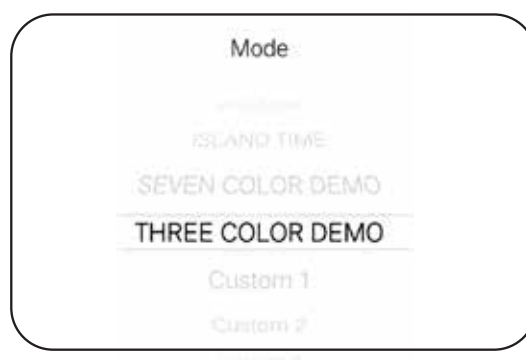 Mode
ISLAND TIME
SEVEN COLOR DEMO
THREE COLOR DEMO
Custom 1
Custom 2